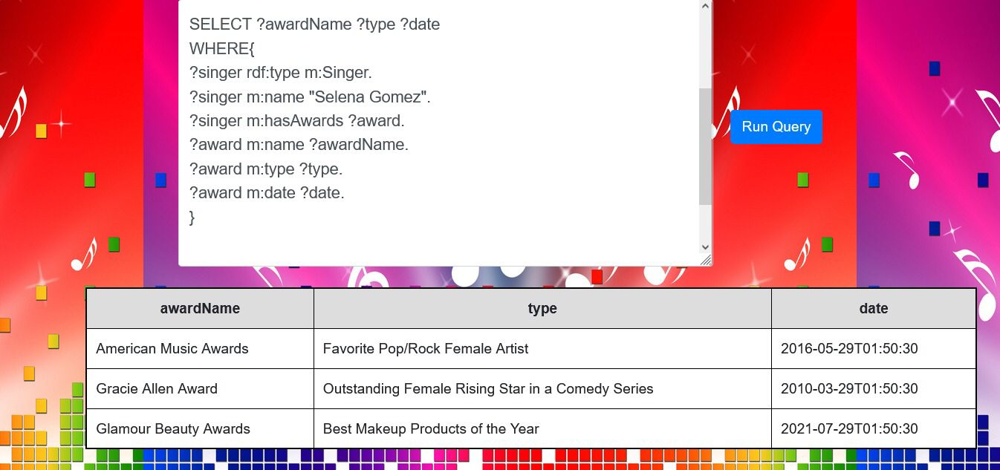 SELECT ?awardName ?type ?date
WHERE{
?singer rdf:type m:Singer.
?singer m:name "Selena Gomez".
?singer m:hasAwards ?award.
?award m:name ?awardName.
?award m:type ?type.
?award m:date ?date.
}
Run Query
awardName type date
American Music Awards Favorite Pop/Rock Female Artist 2016-05-29T01:50:30
Gracie Allen Award Outstanding Female Rising Star in a Comedy Series 2010-03-29T01:50:30
Glamour Beauty Awards Best Makeup Products of the Year 2021-07-29T01:50:30